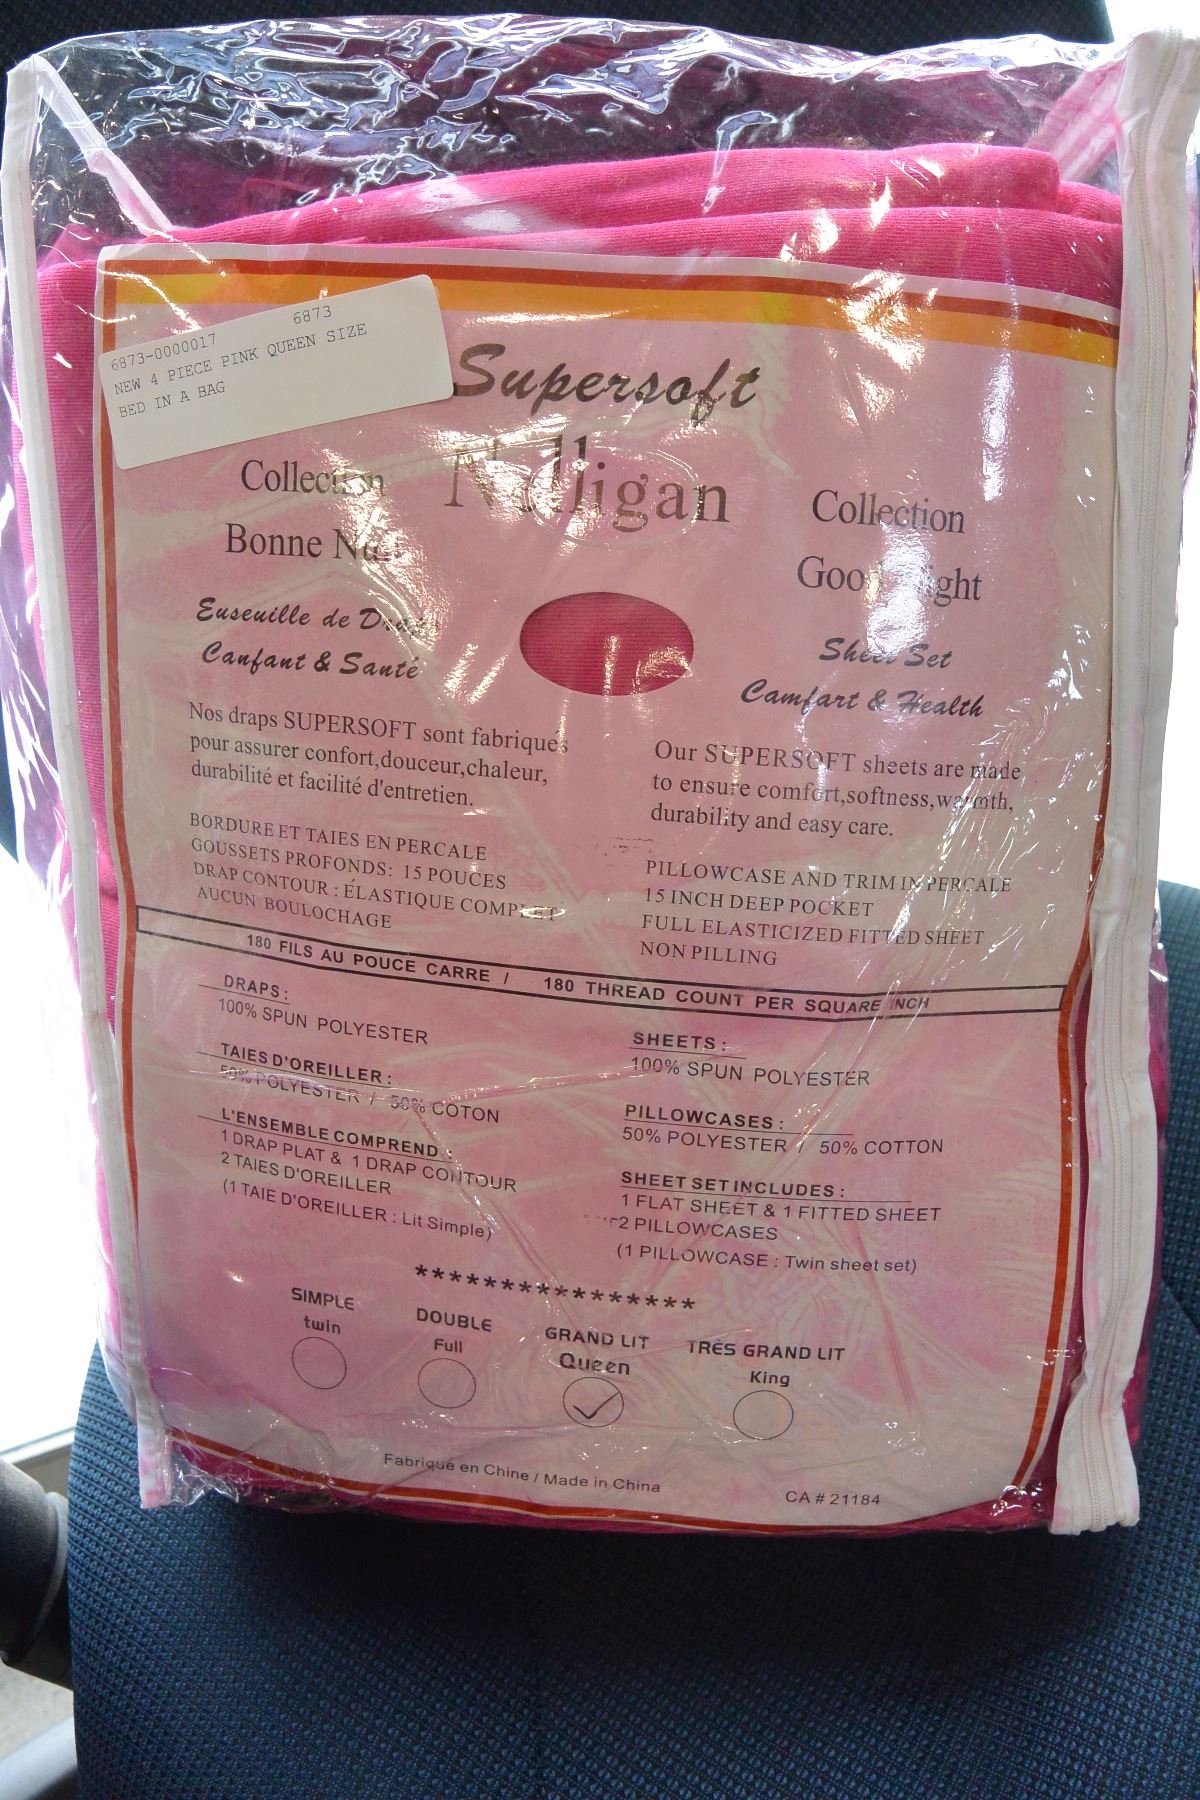 6873-0000017 6873
NEW 4 PIECE PINK QUEEN SIZE
BED IN A BAG
Supersoft
Collection
Bonne
Collection
Euseuille de
Canfant & Santé
Sheet Set
Camfart & Health
Nos draps SUPERSOFT sont fabriqués
pour assurer confort,douceur,chaleur,
durabilité et facilité d'entretien.
Our SUPERSOFT sheets are made
to ensure comfort,softness,warmth,
durability and easy care.
BORDURE ET TAIES EN PERCALE
GOUSSETS PROFONDS: 15 POUCES
DRAP CONTOUR : ÉLASTIQUE COMPLET
AUCUN BOULOCHAGE
PILLOWCASE AND TRIM IN PERCALE
15 INCH DEEP POCKET
FULL ELASTICIZED FITTED SHEET
NON PILLING
180 FILS AU POUCE CARRE / 180 THREAD COUNT PER SQUARE INCH
DRAPS:
100% SPUN POLYESTER
TAIES D'OREILLER:
50% POLYESTER / 50% COTON
L'ENSEMBLE COMPREND:
1 DRAP PLAT & 1 DRAP CONTOUR
2 TAIES D'OREILLER
(1 TAIE D'OREILLER : Lit Simple)
SHEETS:
100% SPUN POLYESTER
PILLOWCASES:
50% POLYESTER / 50% COTTON
SHEET SET INCLUDES:
1 FLAT SHEET & 1 FITTED SHEET
2 PILLOWCASES
(1 PILLOWCASE : Twin sheet set)
****************
SIMPLE
twin
DOUBLE
Full
GRAND LIT
Queen
TRÈS GRAND LIT
King
Fabriqué en Chine / Made in China
CA # 21184